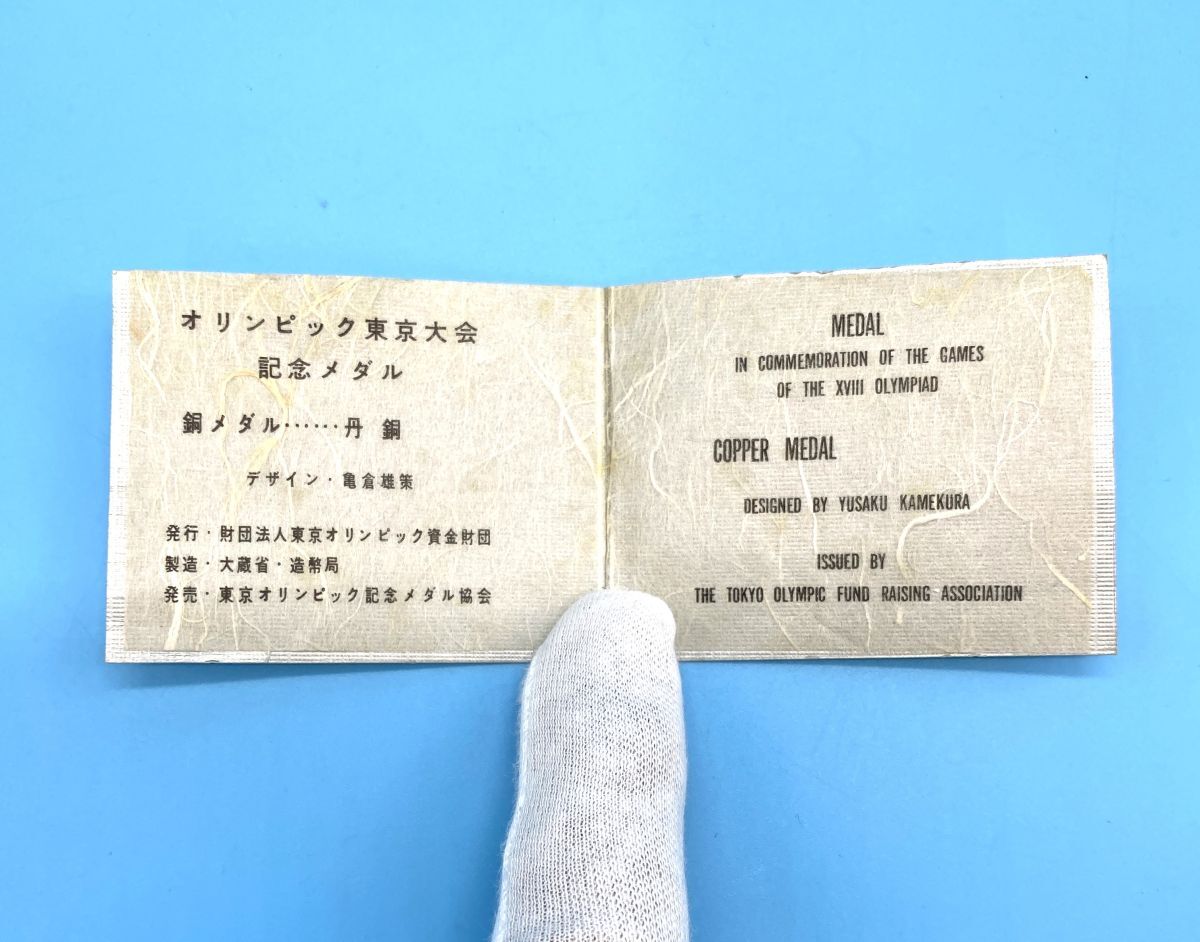 オリンピック東京大会
記念メダル
銅メダル……丹 銅
デザイン・亀倉雄策
発行・財団法人東京オリンピック資金財団
製造・大蔵省・造幣局
発売・東京オリンピック記念メダル協会
MEDAL
IN COMMEMORATION OF THE GAMES
OF THE XVIII OLYMPIAD
COPPER MEDAL
DESIGNED BY YUSAKU KAMEKURA
ISSUED BY
THE TOKYO OLYMPIC FUND RAISING ASSOCIATION